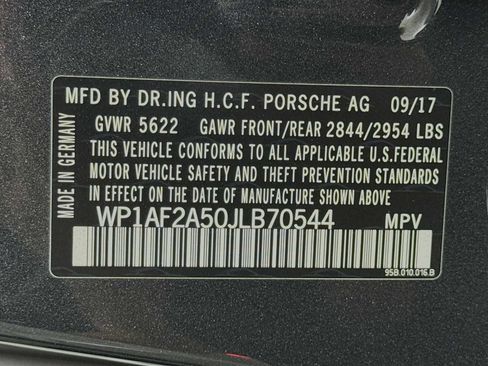 MFD BY DR.ING H.C.F. PORSCHE AG 09/17
GVWR 5622 GAWR FRONT/REAR 2844/2954 LBS
THIS VEHICLE CONFORMS TO ALL APPLICABLE U.S.FEDERAL
MOTOR VEHICLE SAFETY AND THEFT PREVENTION STANDARDS
IN EFFECT ON THE DATE OF MANUFACTURE SHOWN ABOVE.
WP1AF2A50JLB70544 MPV
MADE IN GERMANY
95B.010.016.B